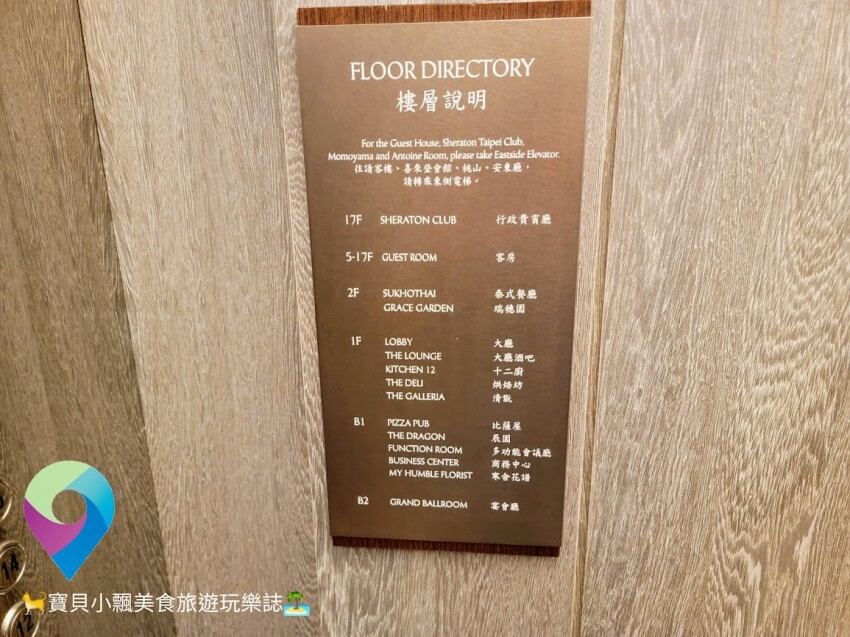 FLOOR DIRECTORY
樓層說明
For the Guest House, Sheraton Taipei Club,
Momoyama and Antoine Room, please take Eastside Elevator.
往請客樓、喜來登會館、桃山、安東廳，
請轉乘東側電梯。
17F SHERATON CLUB 行政貴賓廳
5-17F GUEST ROOM 客房
2F SUKHOTHAI 泰式餐廳
GRACE GARDEN 瑞穗園
1F LOBBY 大廳
THE LOUNGE 大廳酒吧
KITCHEN 12 十二廚
THE DELI 烘焙坊
THE GALLERIA 清翫
B1 PIZZA PUB 比薩屋
THE DRAGON 辰園
FUNCTION ROOM 多功能會議廳
BUSINESS CENTER 商務中心
MY HUMBLE FLORIST 寒舍花譜
B2 GRAND BALLROOM 宴會廳
14
12
寶貝小飄美食旅遊玩樂誌